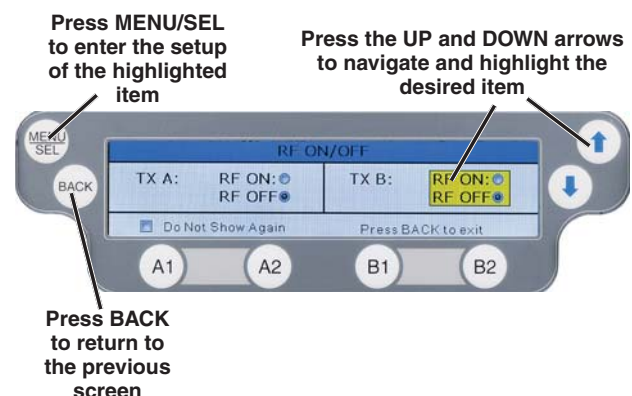 Press MENU/SEL
to enter the setup
of the highlighted
item
Press the UP and DOWN arrows
to navigate and highlight the
desired item
MENU
SEL
BACK
RF ON/OFF
TX A:
RF ON:
RF OFF
TX B:
RF ON:
RF OFF
Do Not Show Again
Press BACK to exit
A1
A2
B1
B2
Press BACK
to return to
the previous
screen